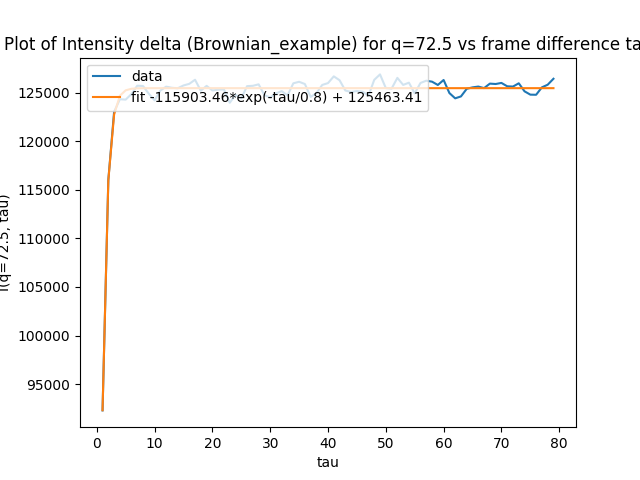 Plot of Intensity delta (Brownian_example) for q=72.5 vs frame difference ta
data
fit -115903.46*exp(-tau/0.8) + 125463.41
I(q=72.5, tau)
125000
120000
115000
110000
105000
100000
95000
0 10 20 30 40 50 60 70 80
tau